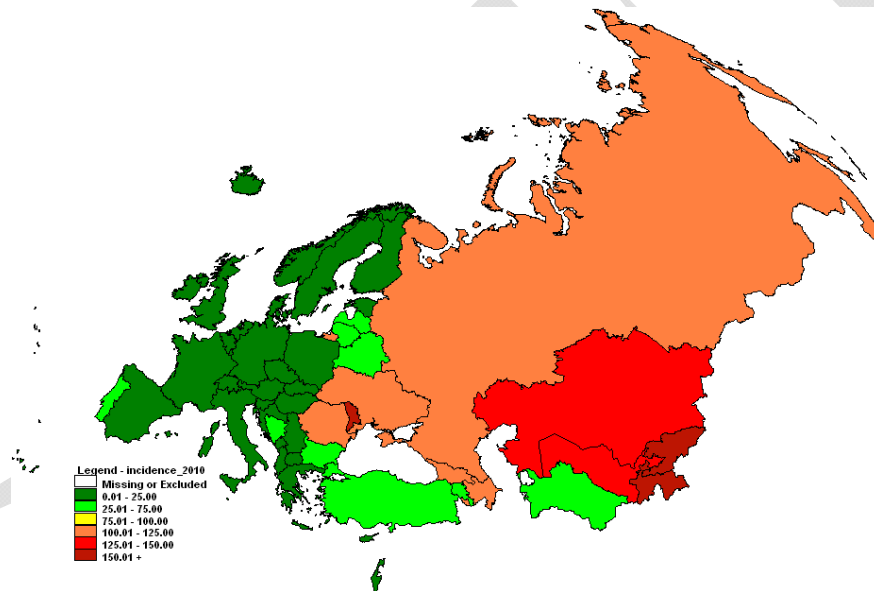 Legend - incidence_2010
Missing or Excluded
0.01 - 25.00
25.01 - 75.00
75.01 - 100.00
100.01 - 125.00
125.01 - 150.00
150.01 +